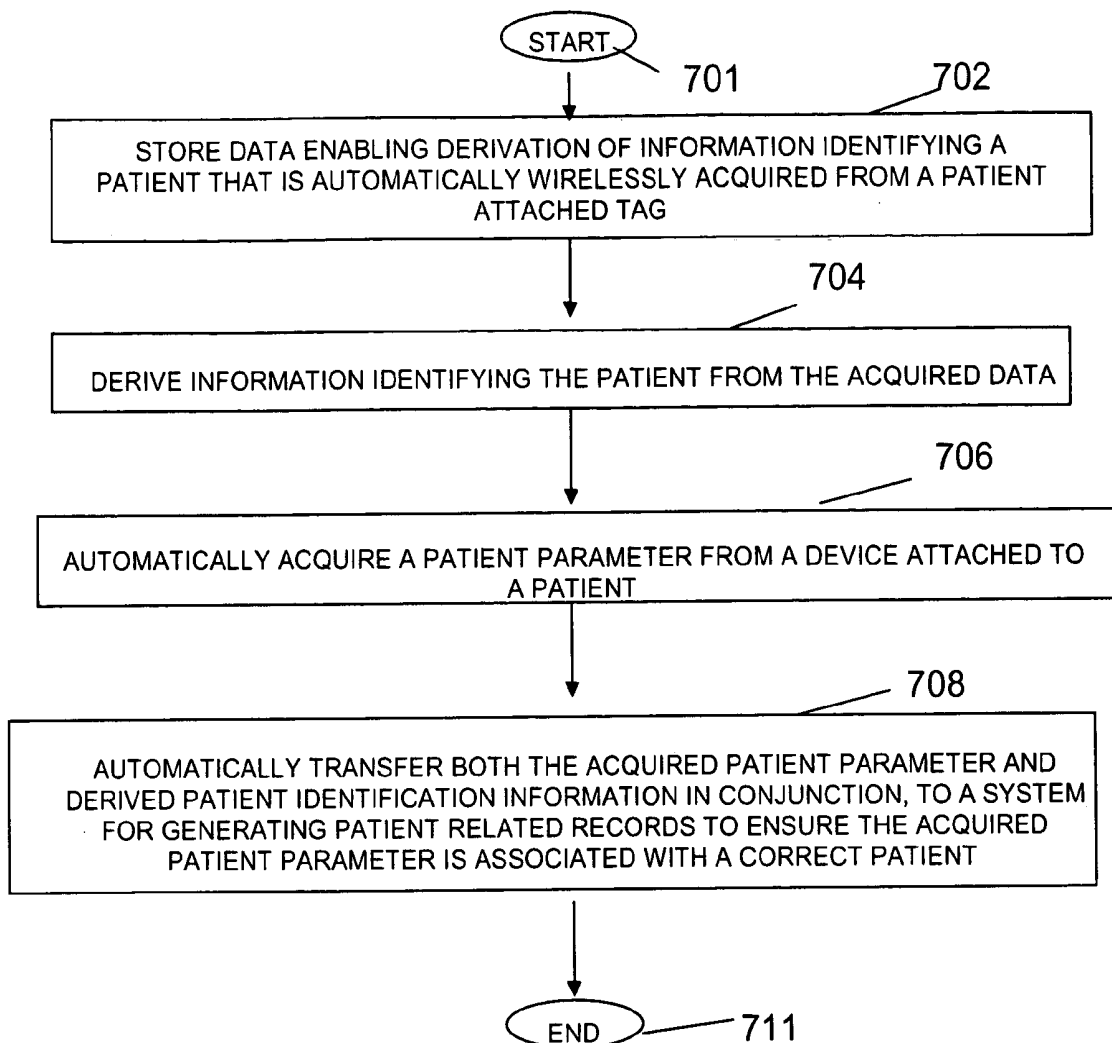 START
701
702
STORE DATA ENABLING DERIVATION OF INFORMATION IDENTIFYING A
PATIENT THAT IS AUTOMATICALLY WIRELESSLY ACQUIRED FROM A PATIENT
ATTACHED TAG
704
DERIVE INFORMATION IDENTIFYING THE PATIENT FROM THE ACQUIRED DATA
706
AUTOMATICALLY ACQUIRE A PATIENT PARAMETER FROM A DEVICE ATTACHED TO
A PATIENT
708
AUTOMATICALLY TRANSFER BOTH THE ACQUIRED PATIENT PARAMETER AND
DERIVED PATIENT IDENTIFICATION INFORMATION IN CONJUNCTION, TO A SYSTEM
FOR GENERATING PATIENT RELATED RECORDS TO ENSURE THE ACQUIRED
PATIENT PARAMETER IS ASSOCIATED WITH A CORRECT PATIENT
END
711